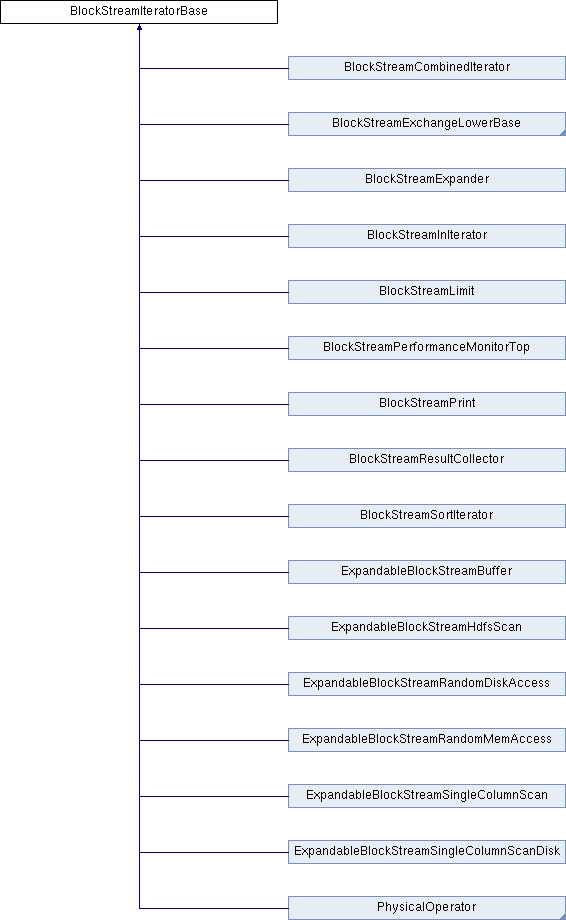 BlockStreamIteratorBase
BlockStreamCombinedIterator
BlockStreamExchangeLowerBase
BlockStreamExpander
BlockStreamInIterator
BlockStreamLimit
BlockStreamPerformanceMonitorTop
BlockStreamPrint
BlockStreamResultCollector
BlockStreamSortIterator
ExpandableBlockStreamBuffer
ExpandableBlockStreamHdfsScan
ExpandableBlockStreamRandomDiskAccess
ExpandableBlockStreamRandomMemAccess
ExpandableBlockStreamSingleColumnScan
ExpandableBlockStreamSingleColumnScanDisk
PhysicalOperator